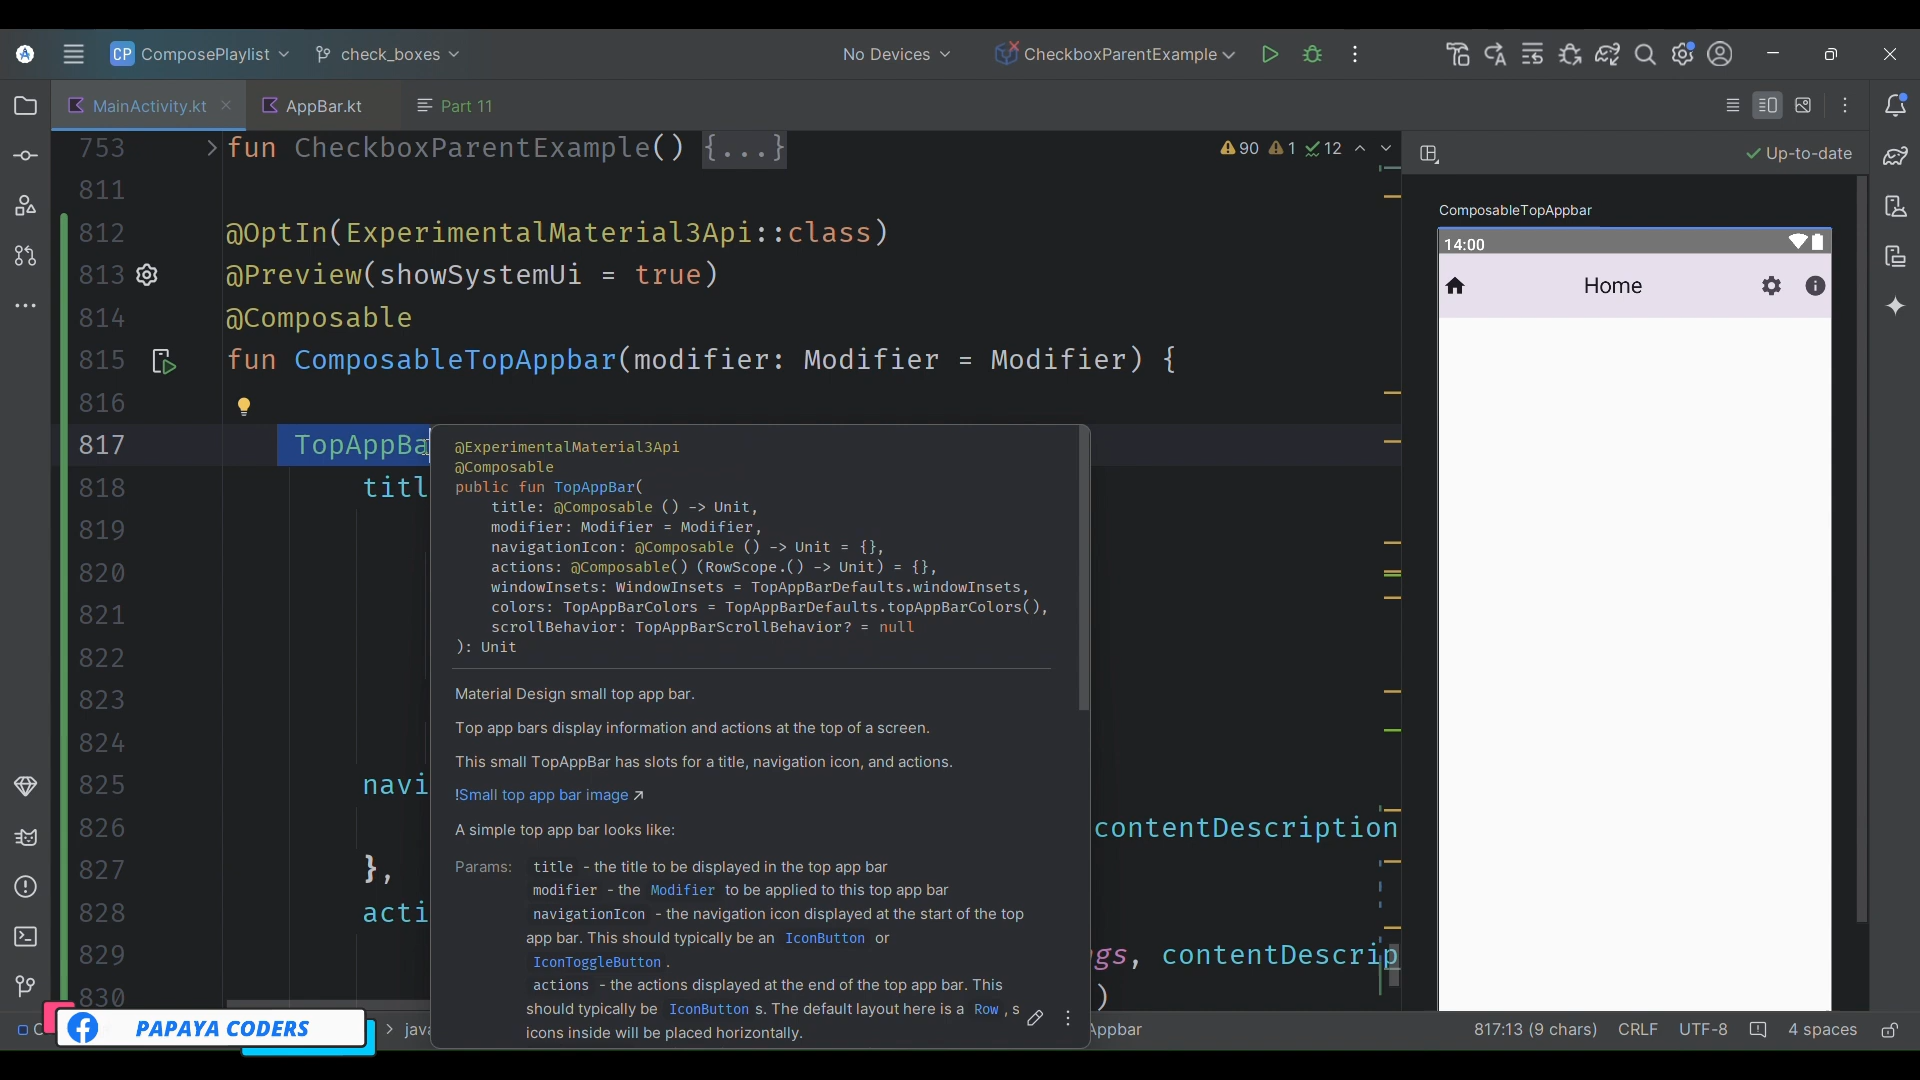 CP ComposePlaylist check_boxes No Devices CheckboxParentExample
MainActivity.kt AppBar.kt Part 11
753 fun CheckboxParentExample() {...} 90 1 12
Up-to-date
811
812 @OptIn(ExperimentalMaterial3Api::class)
813 @Preview(showSystemUi = true)
814 @Composable
815 fun ComposableTopAppbar(modifier: Modifier = Modifier) {
816
817 TopAppBa
818 titl
819
820
821
822
823
824
825 navi
826 contentDescription
827 },
828 acti
829 gs, contentDescrip
830 )
@ExperimentalMaterial3Api
@Composable
public fun TopAppBar(
title: @Composable () -> Unit,
modifier: Modifier = Modifier,
navigationIcon: @Composable () -> Unit = {},
actions: @Composable() (RowScope.() -> Unit) = {},
windowInsets: WindowInsets = TopAppBarDefaults.windowInsets,
colors: TopAppBarColors = TopAppBarDefaults.topAppBarColors(),
scrollBehavior: TopAppBarScrollBehavior? = null
): Unit
Material Design small top app bar.
Top app bars display information and actions at the top of a screen.
This small TopAppBar has slots for a title, navigation icon, and actions.
!Small top app bar image ↗
A simple top app bar looks like:
Params: title - the title to be displayed in the top app bar
modifier - the Modifier to be applied to this top app bar
navigationIcon - the navigation icon displayed at the start of the top
app bar. This should typically be an IconButton or
IconToggleButton.
actions - the actions displayed at the end of the top app bar. This
should typically be IconButton s. The default layout here is a Row , s
icons inside will be placed horizontally.
ComposableTopAppbar
14:00
Home
PAPAYA CODERS
> java
Appbar
817:13 (9 chars) CRLF UTF-8 4 spaces